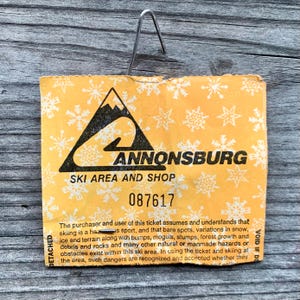 CANNONSBURG
SKI AREA AND SHOP
087617
The purchaser and user of this ticket assumes and understands that
skiing is a hazardous sport, and that bare spots, variations in snow,
ice and terrain along with bumps, moguls, stumps, forest growth and
debris and rocks and many other natural or manmade hazards or
obstacles exist within this ski area. In using the ticket and skiing at
the area, such dangers are recognized and accepted whether they
DETACHED
VOID IF D